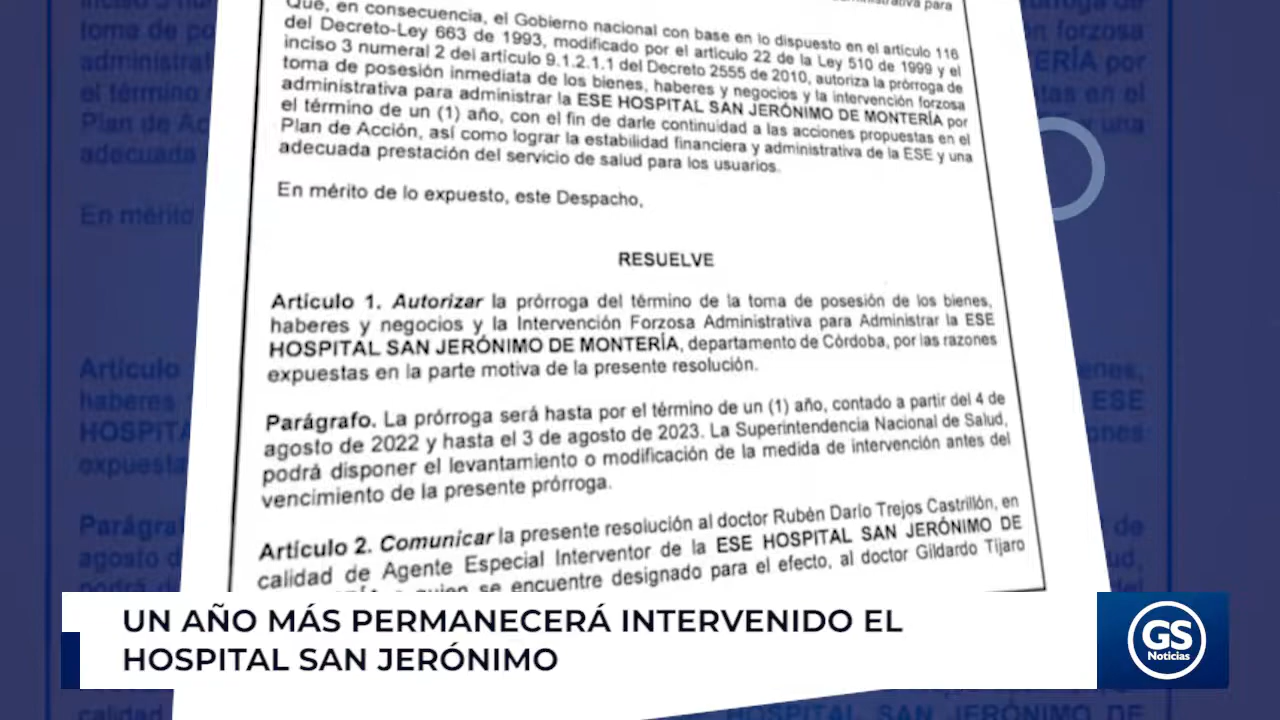 administrativa para
Que, en consecuencia, el Gobierno nacional con base en lo dispuesto en el artículo 116
del Decreto-Ley 663 de 1993, modificado por el artículo 22 de la Ley 510 de 1999 y el
inciso 3 numeral 2 del artículo 9.1.2.1.1 del Decreto 2555 de 2010, autoriza la prórroga de
toma de posesión inmediata de los bienes, haberes y negocios y la intervención forzosa
administrativa para administrar la ESE HOSPITAL SAN JERÓNIMO DE MONTERÍA por
el término de un (1) año, con el fin de darle continuidad a las acciones propuestas en el
Plan de Acción, así como lograr la estabilidad financiera y administrativa de la ESE y una
adecuada prestación del servicio de salud para los usuarios.
En mérito de lo expuesto, este Despacho,
RESUELVE
Artículo 1. Autorizar la prórroga del término de la toma de posesión de los bienes,
haberes y negocios y la Intervención Forzosa Administrativa para Administrar la ESE
HOSPITAL SAN JERÓNIMO DE MONTERÍA, departamento de Córdoba, por las razones
expuestas en la parte motiva de la presente resolución.
Parágrafo. La prórroga será hasta por el término de un (1) año, contado a partir del 4 de
agosto de 2022 y hasta el 3 de agosto de 2023. La Superintendencia Nacional de Salud,
podrá disponer el levantamiento o modificación de la medida de intervención antes del
vencimiento de la presente prórroga.
Artículo 2. Comunicar la presente resolución al doctor Rubén Darío Trejos Castrillón, en
calidad de Agente Especial Interventor de la ESE HOSPITAL SAN JERÓNIMO DE
quien se encuentre designado para el efecto, al doctor Gildardo Tijaro
UN AÑO MÁS PERMANECERÁ INTERVENIDO EL
HOSPITAL SAN JERÓNIMO
GS
Noticias